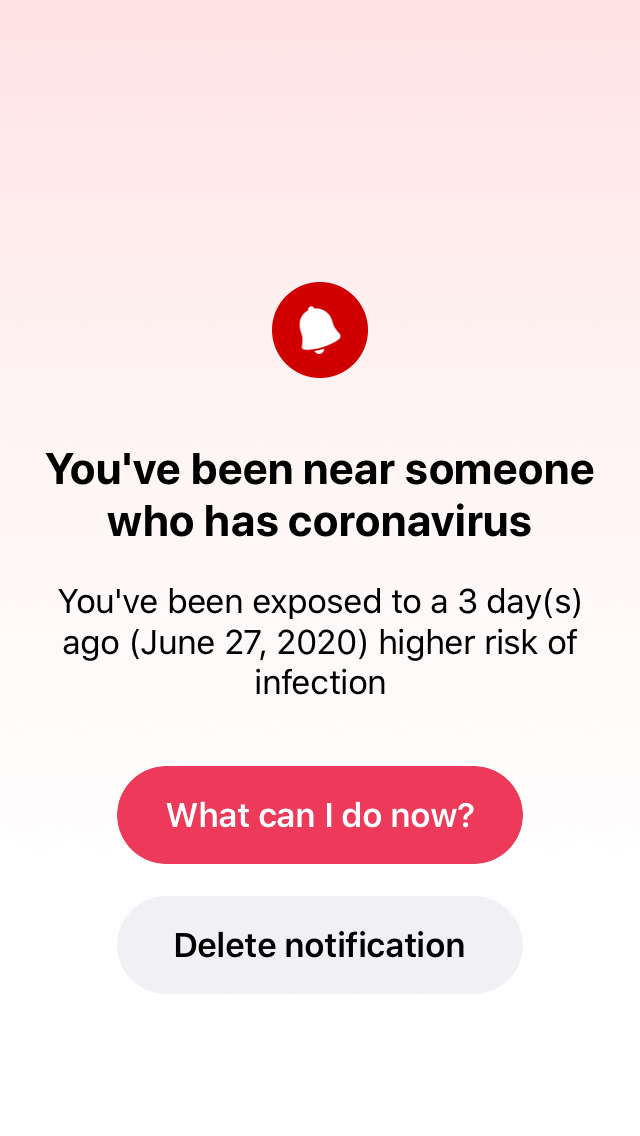 You've been near someone
who has coronavirus
You've been exposed to a 3 day(s)
ago (June 27, 2020) higher risk of
infection
What can I do now?
Delete notification